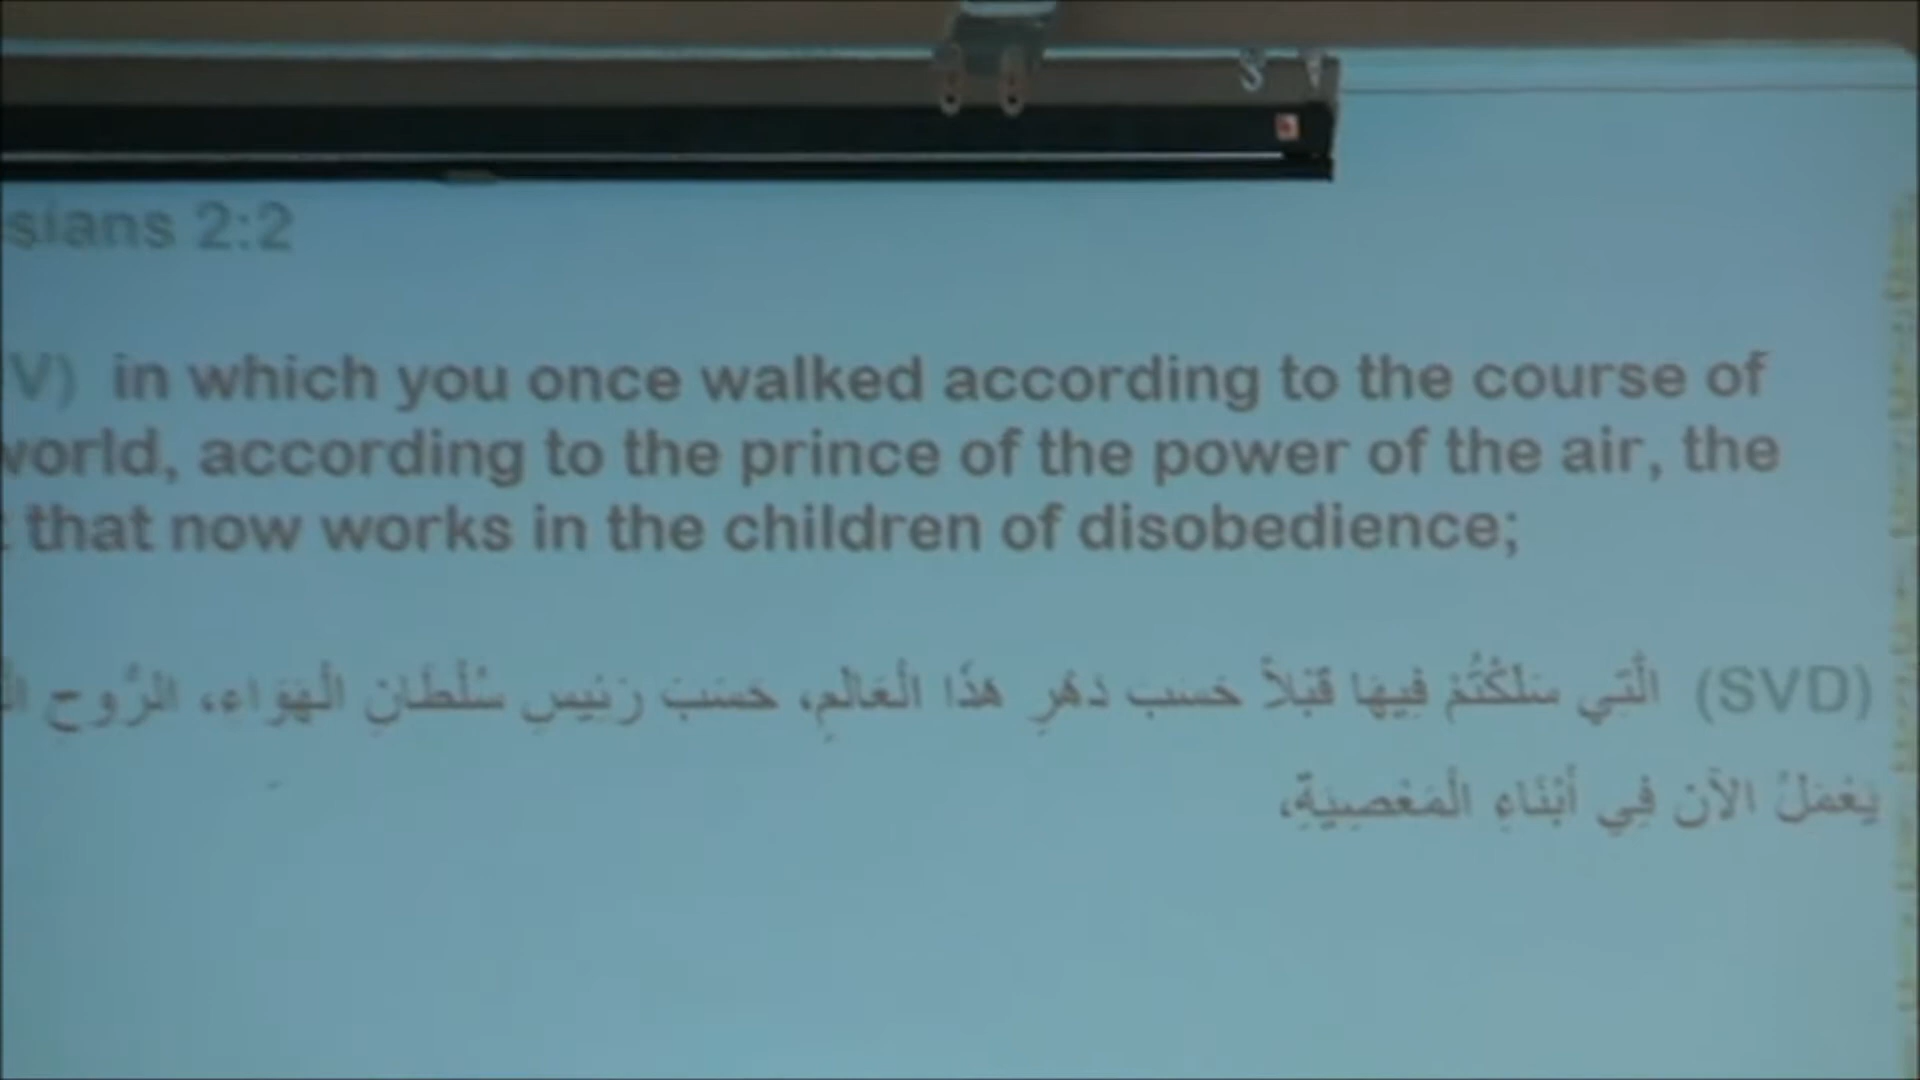 sians 2:2
V) in which you once walked according to the course of
world, according to the prince of the power of the air, the
that now works in the children of disobedience;
(SVD) الَّتِي سَلَكْتُمْ فِيهَا قَبْلاً حَسَبَ دَهْرِ هذَا الْعَالَمِ، حَسَبَ رَئِيسِ سُلْطَانِ الْهَوَاءِ، الرُّوحِ
يَعْمَلُ الآنَ فِي أَبْنَاءِ الْمَعْصِيَةِ،